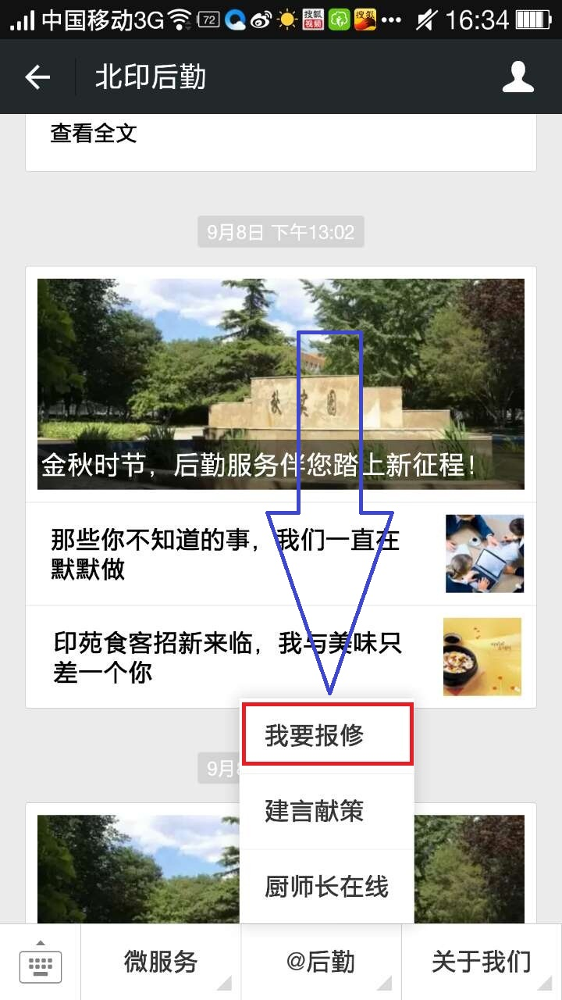 中国移动3G 72 搜狐视频 搜狐 16:34
北印后勤
查看全文
9月8日 下午13:02
秋实园
金秋时节，后勤服务伴您踏上新征程！
那些你不知道的事，我们一直在
默默做
印苑食客招新来临，我与美味只
差一个你
我要报修
9月8
建言献策
厨师长在线
微服务 @后勤 关于我们